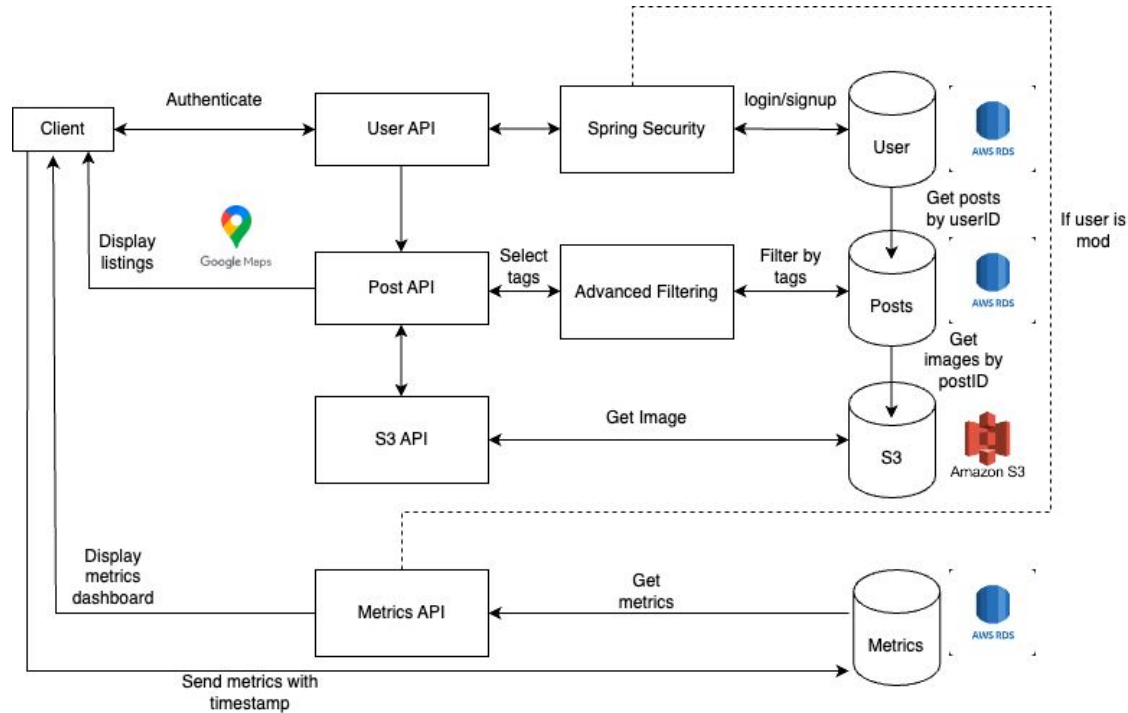 Authenticate
login/signup
Client
User API
Spring Security
User
AWS RDS
Get posts
by userID
If user is
mod
Google Maps
Display
listings
Select
tags
Filter by
tags
Post API
Advanced Filtering
Posts
AWS RDS
Get
images by
postID
S3 API
Get Image
S3
Amazon S3
Display
metrics
dashboard
Get
metrics
Metrics API
Metrics
AWS RDS
Send metrics with
timestamp